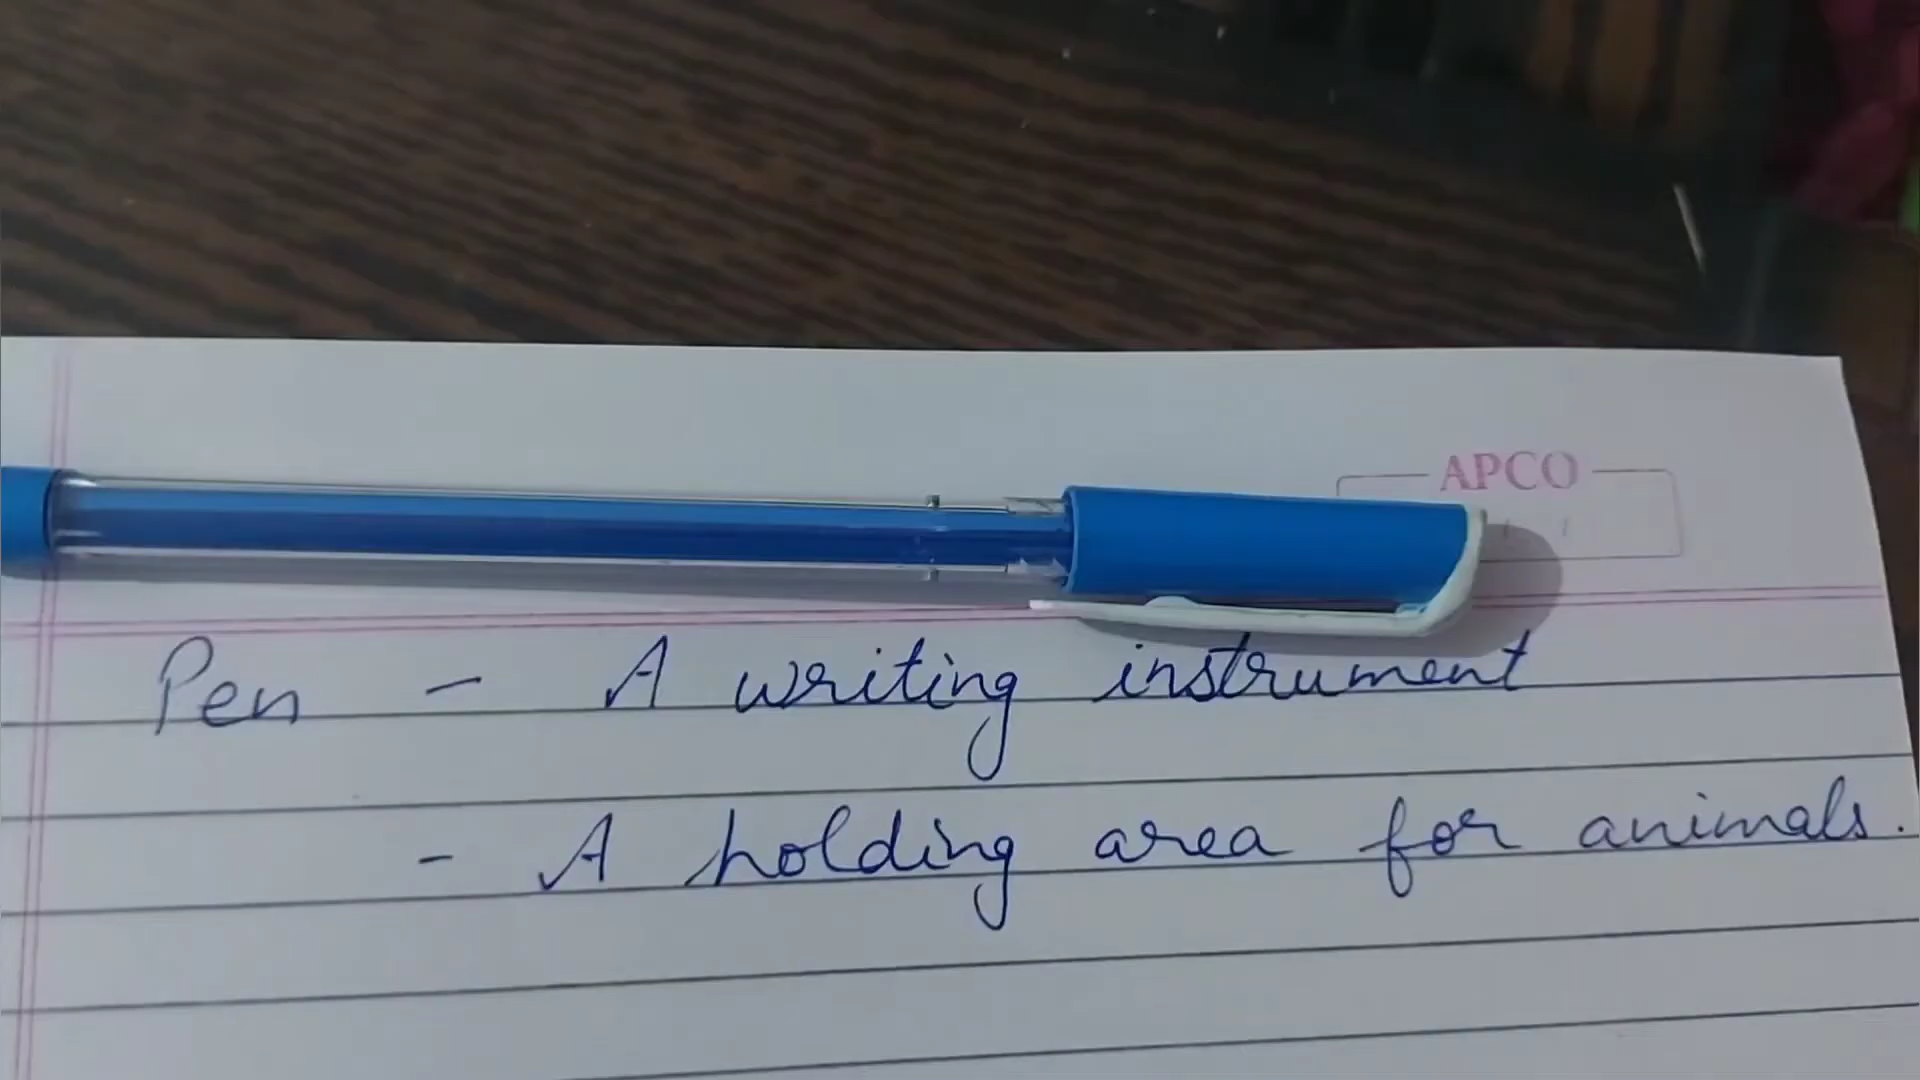 APCO
Pen - A writing instrument
- A holding area for animals.